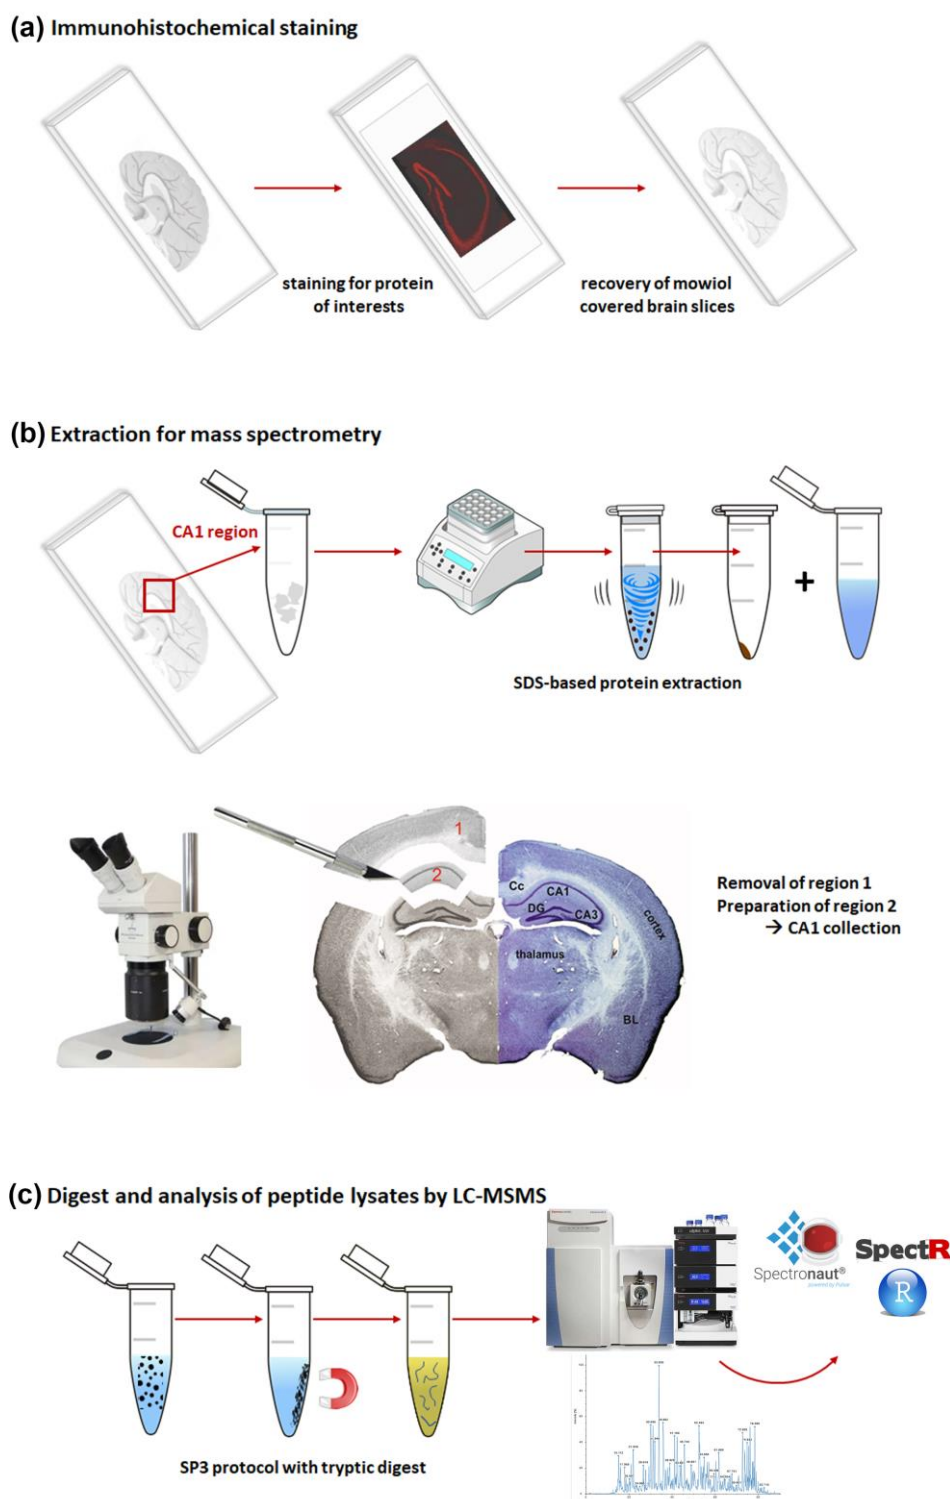 (a) Immunohistochemical staining
staining for protein
of interests
recovery of mowiol
covered brain slices
(b) Extraction for mass spectrometry
CA1 region
+
SDS-based protein extraction
1
2
Cc
CA1
DG
CA3
cortex
thalamus
BL
Removal of region 1
Preparation of region 2
→ CA1 collection
(c) Digest and analysis of peptide lysates by LC-MSMS
Spectronaut®
powered by Pulsar
SpectR
R
SP3 protocol with tryptic digest